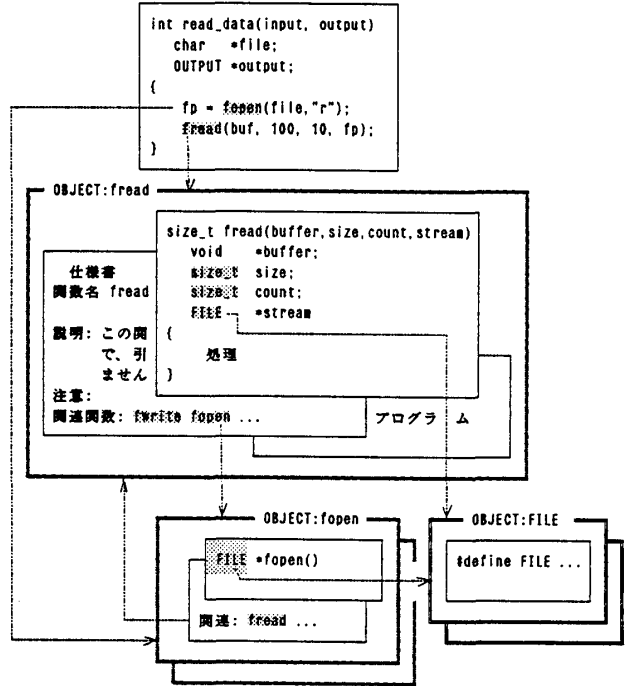 int read_data(input, output)
char *file;
OUTPUT *output;
{
fp = fopen(file,"r");
fread(buf, 100, 10, fp);
}
OBJECT:fread
size_t fread(buffer,size,count,stream)
void *buffer;
size_t size;
size_t count;
FILE *stream
{
処理
}
仕様書
関数名 fread
説明: この関
で、引
ません
注意:
関連関数: fwrite fopen ...
プログラ ム
OBJECT:fopen
FILE *fopen()
関連: fread ...
OBJECT:FILE
#define FILE ...